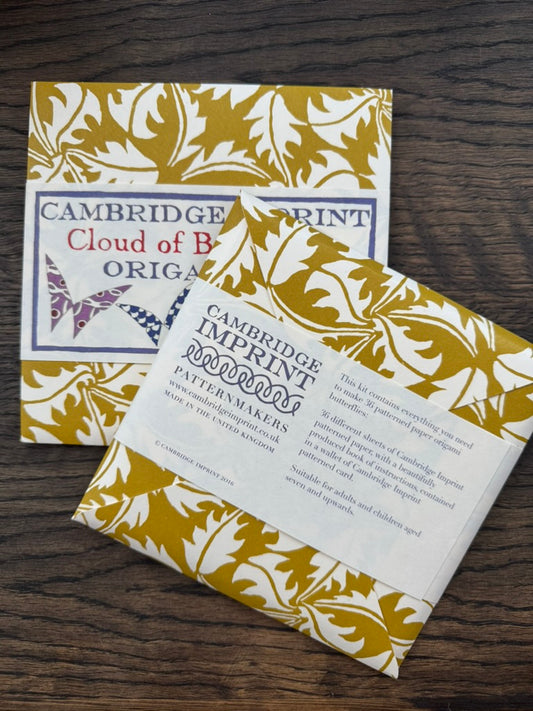 CAMBRIDGE IMPRINT
Cloud of B
ORIGA
CAMBRIDGE
IMPRINT
PATTERNMAKERS
www.cambridgeimprint.co.uk
MADE IN THE UNITED KINGDOM
© CAMBRIDGE IMPRINT 2016
This kit contains everything you need
to make 36 patterned paper origami
butterflies:
36 different sheets of Cambridge Imprint
patterned paper, with a beautifully
produced book of instructions, contained
in a wallet of Cambridge Imprint
patterned card.
Suitable for adults and children aged
seven and upwards.